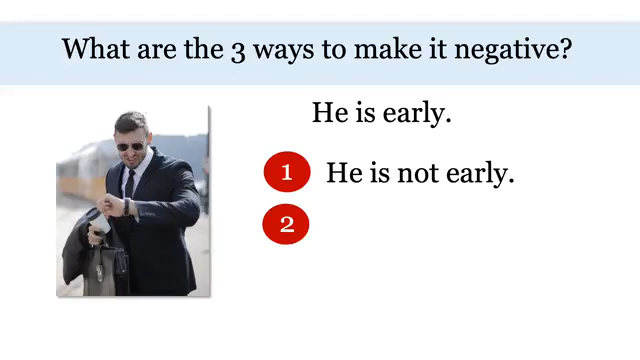 What are the 3 ways to make it negative?
He is early.
1 He is not early.
2